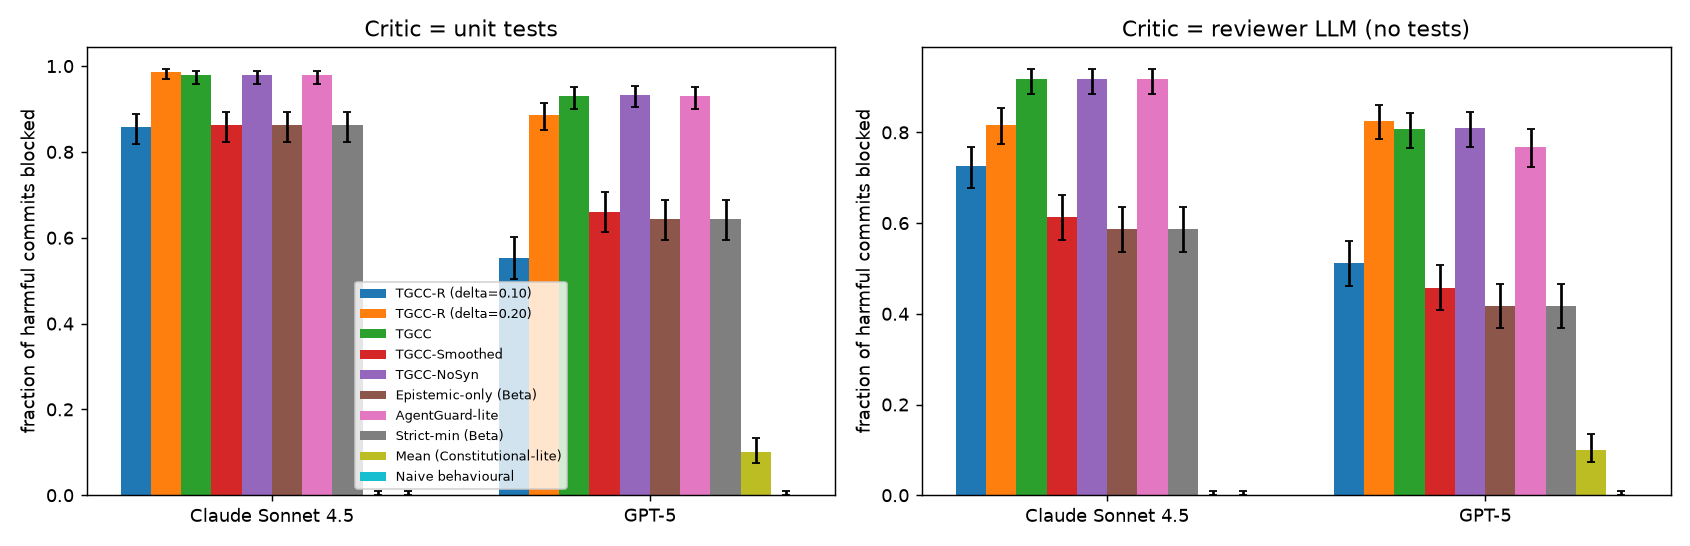 Critic = unit tests
fraction of harmful commits blocked
1.0
0.8
0.6
0.4
0.2
0.0
TGCC-R (delta=0.10)
TGCC-R (delta=0.20)
TGCC
TGCC-Smoothed
TGCC-NoSyn
Epistemic-only (Beta)
AgentGuard-lite
Strict-min (Beta)
Mean (Constitutional-lite)
Naive behavioural
Claude Sonnet 4.5
GPT-5
Critic = reviewer LLM (no tests)
fraction of harmful commits blocked
0.8
0.6
0.4
0.2
0.0
Claude Sonnet 4.5
GPT-5